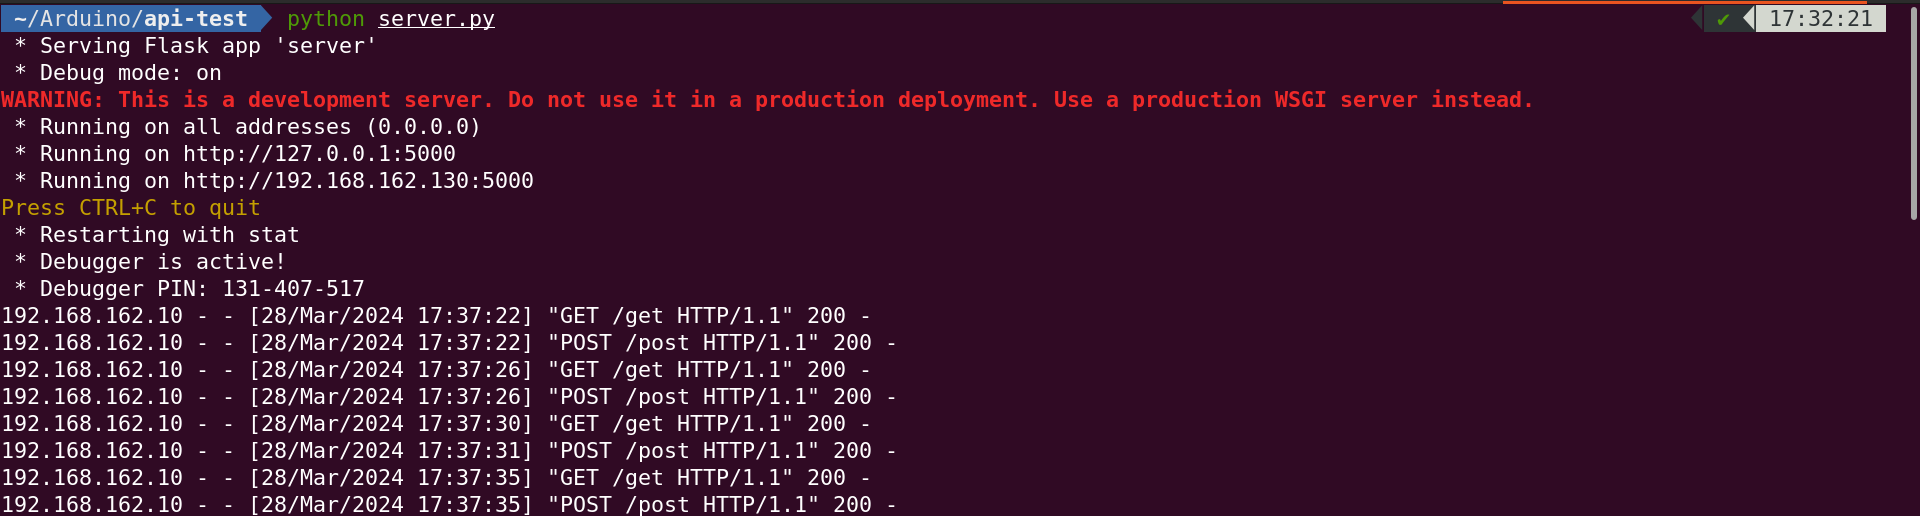 ~/Arduino/api-test python server.py ✔ 17:32:21
 * Serving Flask app 'server'
 * Debug mode: on
WARNING: This is a development server. Do not use it in a production deployment. Use a production WSGI server instead.
 * Running on all addresses (0.0.0.0)
 * Running on http://127.0.0.1:5000
 * Running on http://192.168.162.130:5000
Press CTRL+C to quit
 * Restarting with stat
 * Debugger is active!
 * Debugger PIN: 131-407-517
192.168.162.10 - - [28/Mar/2024 17:37:22] "GET /get HTTP/1.1" 200 -
192.168.162.10 - - [28/Mar/2024 17:37:22] "POST /post HTTP/1.1" 200 -
192.168.162.10 - - [28/Mar/2024 17:37:26] "GET /get HTTP/1.1" 200 -
192.168.162.10 - - [28/Mar/2024 17:37:26] "POST /post HTTP/1.1" 200 -
192.168.162.10 - - [28/Mar/2024 17:37:30] "GET /get HTTP/1.1" 200 -
192.168.162.10 - - [28/Mar/2024 17:37:31] "POST /post HTTP/1.1" 200 -
192.168.162.10 - - [28/Mar/2024 17:37:35] "GET /get HTTP/1.1" 200 -
192.168.162.10 - - [28/Mar/2024 17:37:35] "POST /post HTTP/1.1" 200 -